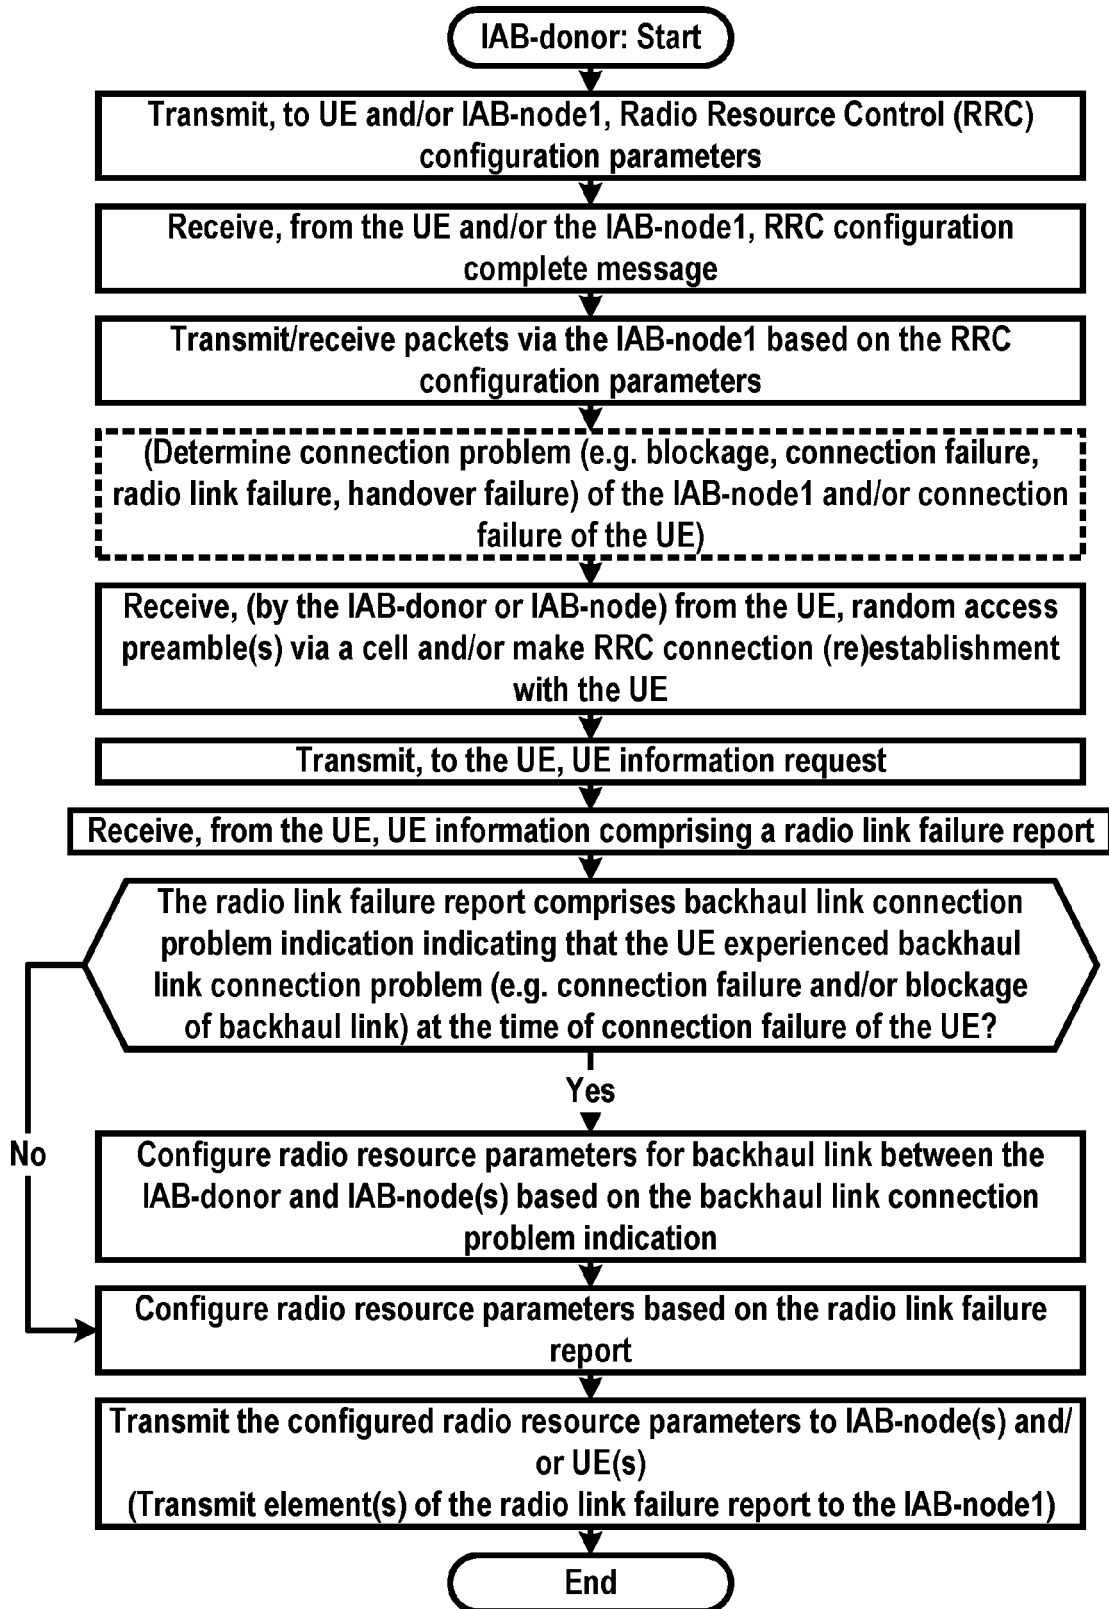 IAB-donor: Start
Transmit, to UE and/or IAB-node1, Radio Resource Control (RRC)
configuration parameters
Receive, from the UE and/or the IAB-node1, RRC configuration
complete message
Transmit/receive packets via the IAB-node1 based on the RRC
configuration parameters
(Determine connection problem (e.g. blockage, connection failure,
radio link failure, handover failure) of the IAB-node1 and/or connection
failure of the UE)
Receive, (by the IAB-donor or IAB-node) from the UE, random access
preamble(s) via a cell and/or make RRC connection (re)establishment
with the UE
Transmit, to the UE, UE information request
Receive, from the UE, UE information comprising a radio link failure report
The radio link failure report comprises backhaul link connection
problem indication indicating that the UE experienced backhaul
link connection problem (e.g. connection failure and/or blockage
of backhaul link) at the time of connection failure of the UE?
Yes
No
Configure radio resource parameters for backhaul link between the
IAB-donor and IAB-node(s) based on the backhaul link connection
problem indication
Configure radio resource parameters based on the radio link failure
report
Transmit the configured radio resource parameters to IAB-node(s) and/
or UE(s)
(Transmit element(s) of the radio link failure report to the IAB-node1)
End